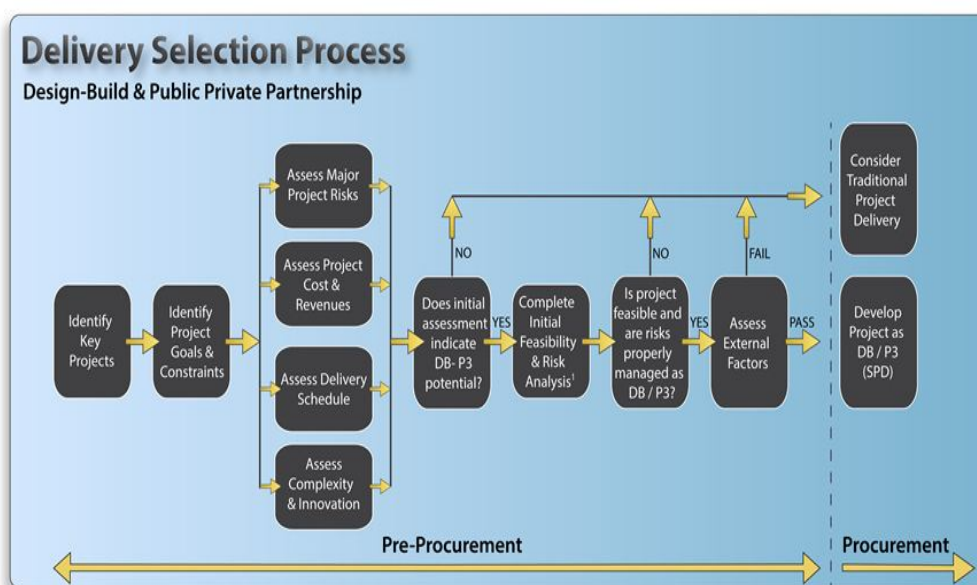 Delivery Selection Process
Design-Build & Public Private Partnership
Identify
Key
Projects
Identify
Project
Goals &
Constraints
Assess Major
Project Risks
Assess Project
Cost &
Revenues
Assess Delivery
Schedule
Assess
Complexity
& Innovation
NO
Does initial
assessment
indicate
DB- P3
potential?
YES
Complete
Initial
Feasibility
& Risk
Analysis¹
NO
Is project
feasible and
are risks
properly
managed as
DB / P3?
YES
FAIL
Assess
External
Factors
PASS
Consider
Traditional
Project
Delivery
Develop
Project as
DB / P3
(SPD)
Pre-Procurement
Procurement